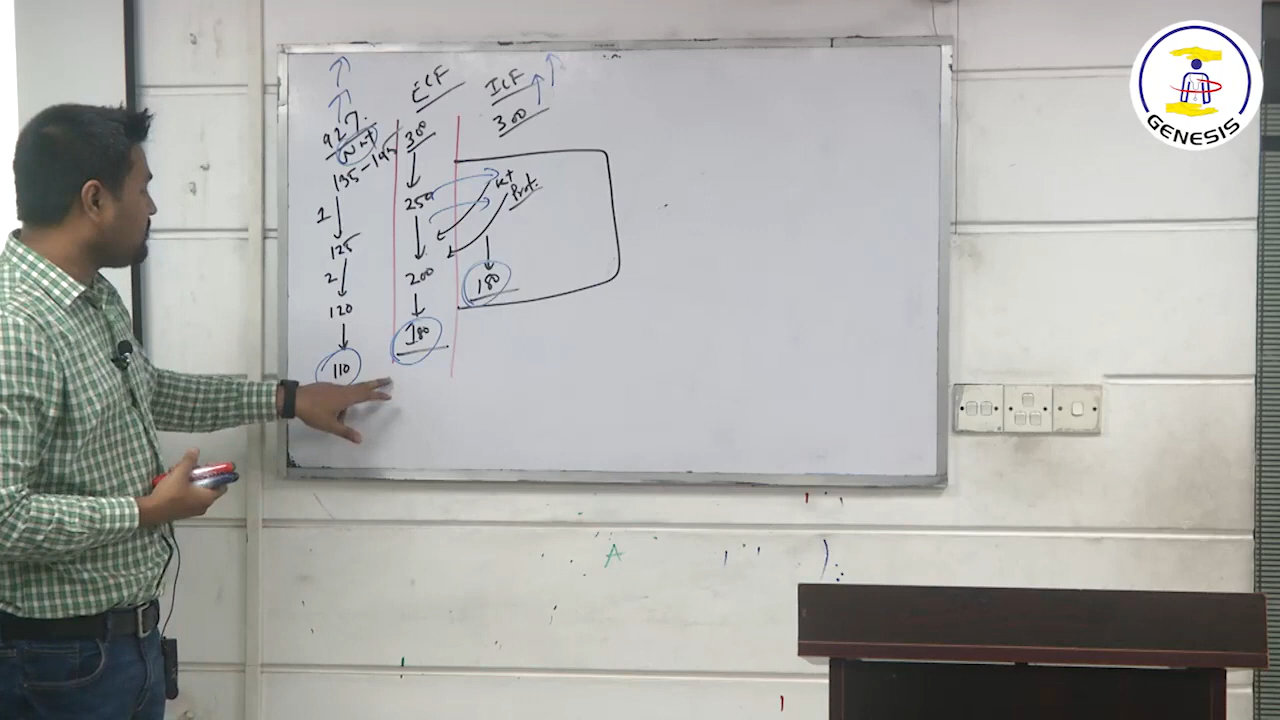 ECF
ICF
92%
Na+
300
300
135-145
1
250
K+
Prot.
125
2
200
180
120
180
110
A
GENESIS